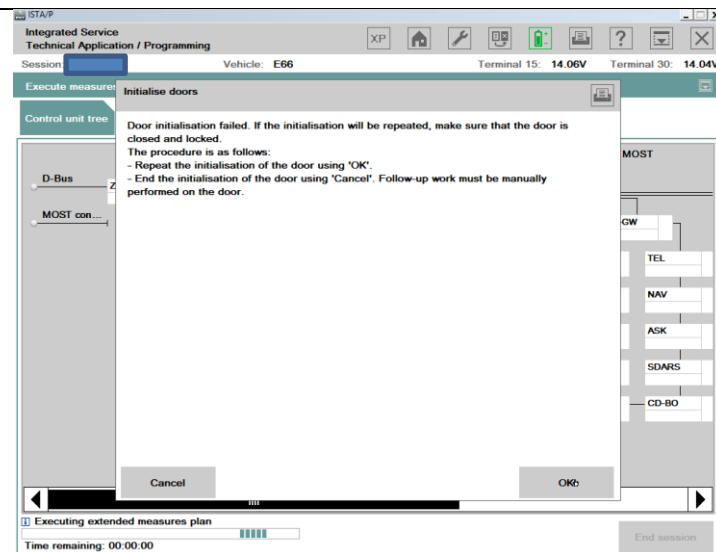 ISTA/P
Integrated Service
Technical Application / Programming
XP
?
Session:
Vehicle: E66
Terminal 15: 14.06V
Terminal 30: 14.04V
Execute measures
Initialise doors
Control unit tree
Door initialisation failed. If the initialisation will be repeated, make sure that the door is
closed and locked.
The procedure is as follows:
- Repeat the initialisation of the door using 'OK'.
- End the initialisation of the door using 'Cancel'. Follow-up work must be manually
performed on the door.
MOST
D-Bus
Z
MOST con...
-GW
TEL
NAV
ASK
SDARS
CD-BO
Cancel
OK
Executing extended measures plan
Time remaining: 00:00:00
End session